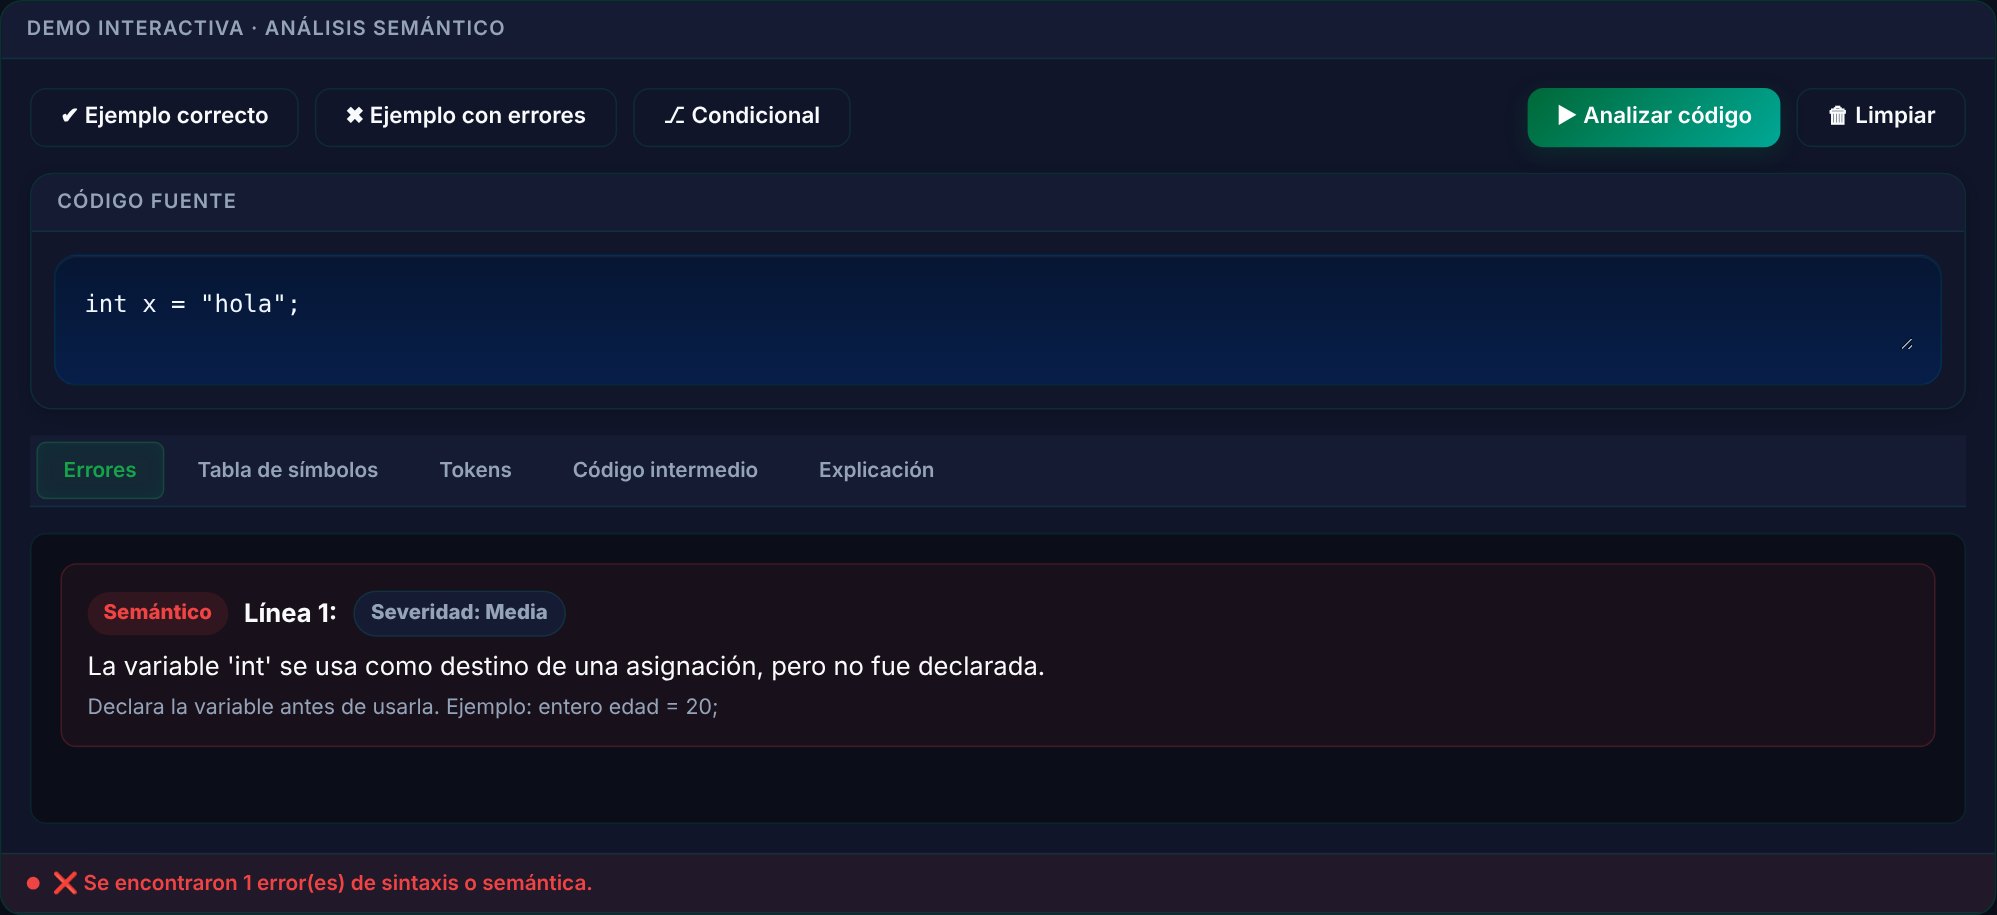 DEMO INTERACTIVA · ANÁLISIS SEMÁNTICO
✔ Ejemplo correcto ✖ Ejemplo con errores ⎇ Condicional ▶ Analizar código 🗑 Limpiar
CÓDIGO FUENTE
int x = "hola";
Errores Tabla de símbolos Tokens Código intermedio Explicación
Semántico Línea 1: Severidad: Media
La variable 'int' se usa como destino de una asignación, pero no fue declarada.
Declara la variable antes de usarla. Ejemplo: entero edad = 20;
❌ Se encontraron 1 error(es) de sintaxis o semántica.